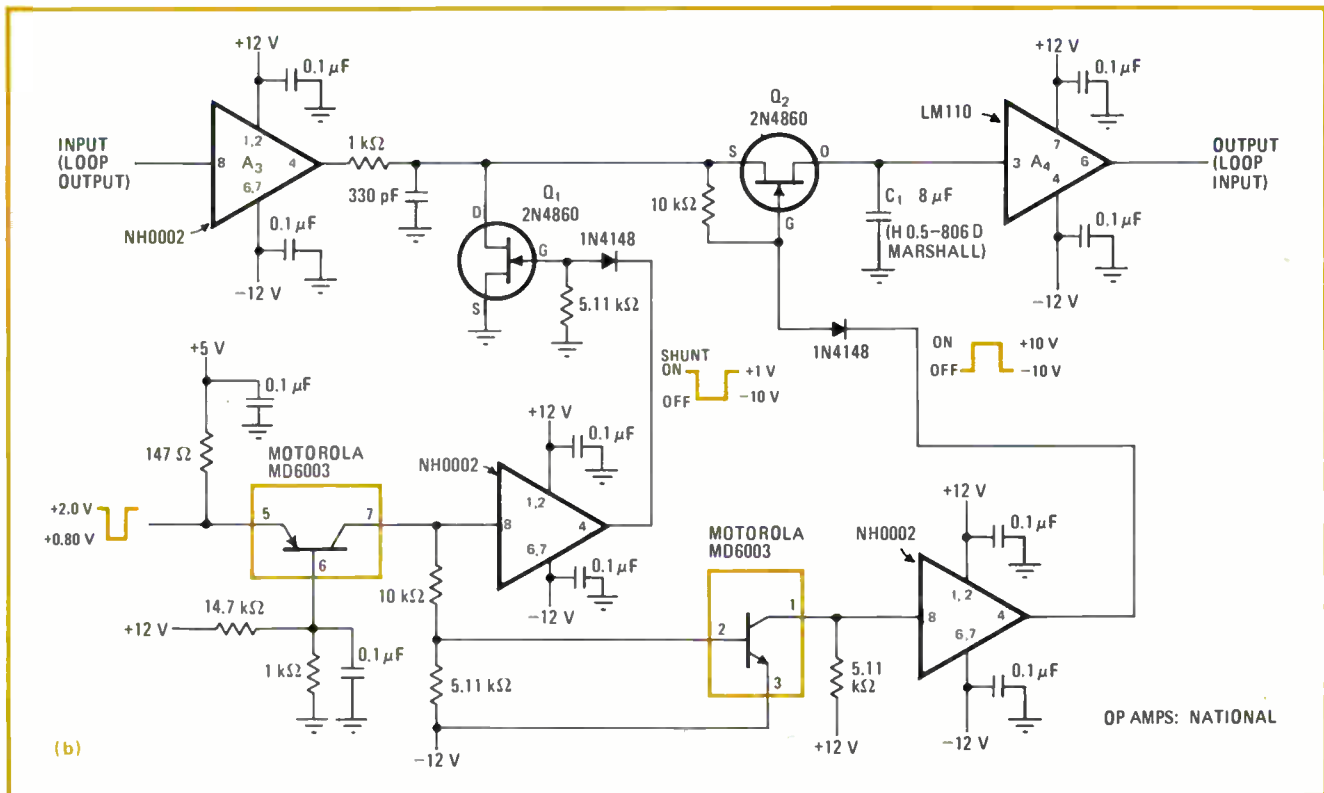 +12 V
0.1 µF
INPUT
(LOOP
OUTPUT)
8
1,2
A3
4
6,7
1 kΩ
330 pF
0.1 µF
NH0002
−12 V
Q1
2N4860
D
G
S
1N4148
5.11 kΩ
10 kΩ
Q2
2N4860
S
O
G
C1 8 µF
(H 0.5−806 D
MARSHALL)
LM110
+12 V
0.1 µF
7
3
A4
6
4
0.1 µF
−12 V
OUTPUT
(LOOP
INPUT)
1N4148
SHUNT
ON
+1 V
OFF
−10 V
ON
+10 V
OFF
−10 V
+5 V
0.1 µF
147 Ω
MOTOROLA
MD6003
+2.0 V
+0.80 V
5
7
6
14.7 kΩ
+12 V
1 kΩ
0.1 µF
NH0002
+12 V
0.1 µF
1,2
8
4
6,7
0.1 µF
−12 V
10 kΩ
5.11 kΩ
−12 V
MOTOROLA
MD6003
1
2
3
5.11
kΩ
+12 V
NH0002
+12 V
0.1 µF
1,2
8
4
6,7
0.1 µF
−12 V
OP AMPS: NATIONAL
(b)